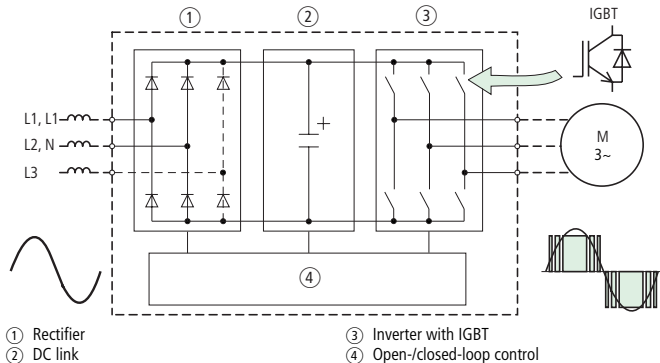 ① ② ③
IGBT
L1, L1
L2, N
L3
+
M
3~
④
① Rectifier
② DC link
③ Inverter with IGBT
④ Open-/closed-loop control